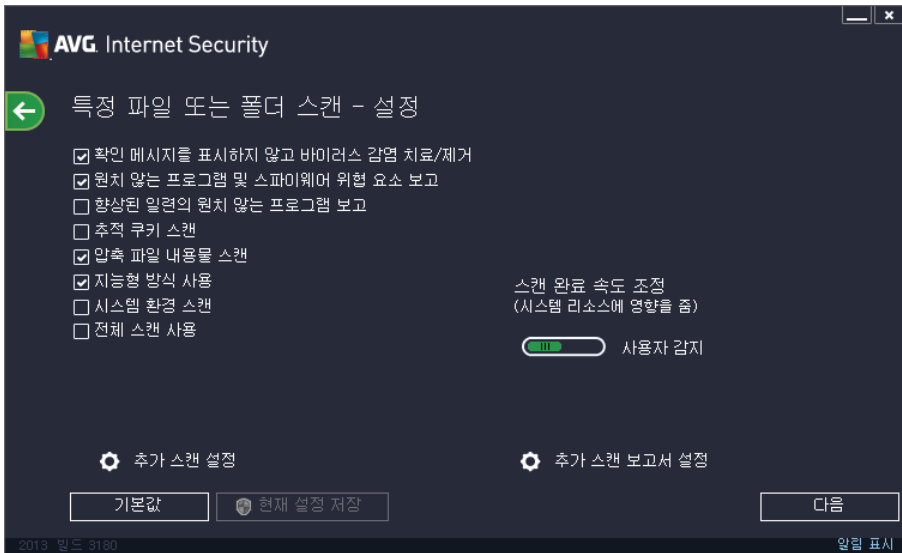 AVG. Internet Security
특정 파일 또는 폴더 스캔 - 설정
확인 메시지를 표시하지 않고 바이러스 감염 치료/제거
원치 않는 프로그램 및 스파이웨어 위협 요소 보고
향상된 일련의 원치 않는 프로그램 보고
추적 쿠키 스캔
압축 파일 내용물 스캔
지능형 방식 사용
시스템 환경 스캔
전체 스캔 사용
스캔 완료 속도 조정
(시스템 리소스에 영향을 줌)
사용자 감지
추가 스캔 설정
추가 스캔 보고서 설정
기본값
현재 설정 저장
다음
2013 빌드 3180
알림 표시